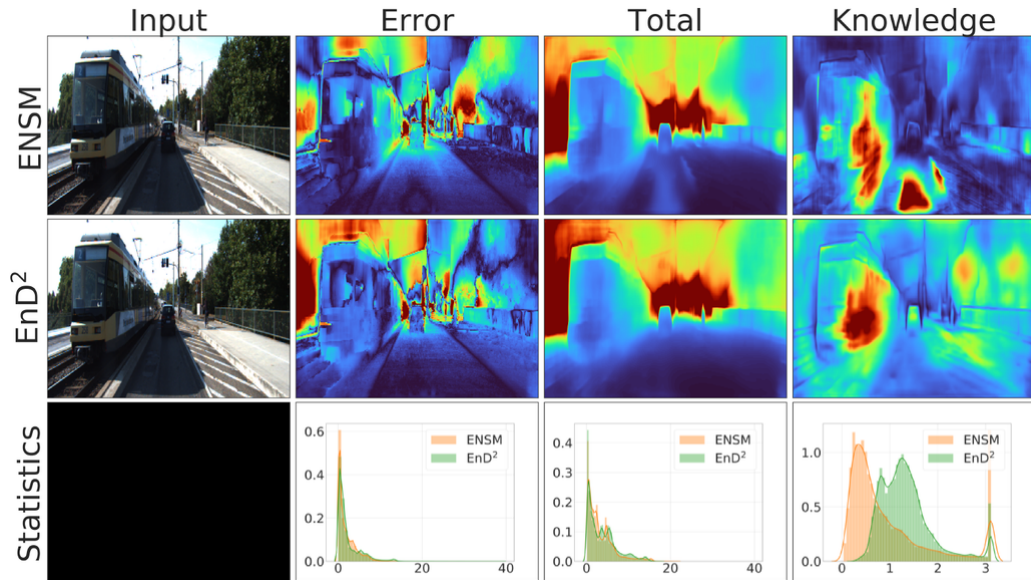 Input Error Total Knowledge
ENSM
EnD²
Statistics
0.6
0.4
0.2
0.0
0 20 40
ENSM
EnD²
0.4
0.3
0.2
0.1
0.0
0 20 40
ENSM
EnD²
1.0
0.5
0.0
0 1 2 3
ENSM
EnD²